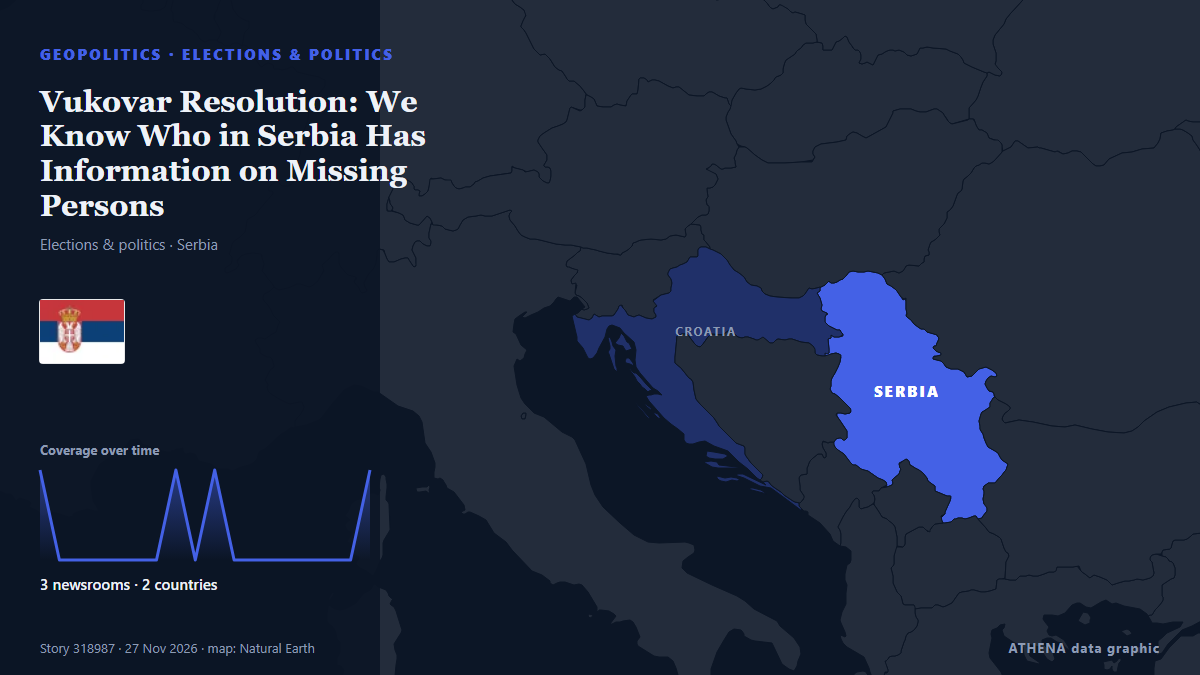 GEOPOLITICS · ELECTIONS & POLITICS
Vukovar Resolution: We
Know Who in Serbia Has
Information on Missing
Persons
Elections & politics · Serbia
CROATIA
SERBIA
Coverage over time
3 newsrooms · 2 countries
Story 318987 · 27 Nov 2026 · map: Natural Earth
ATHENA data graphic